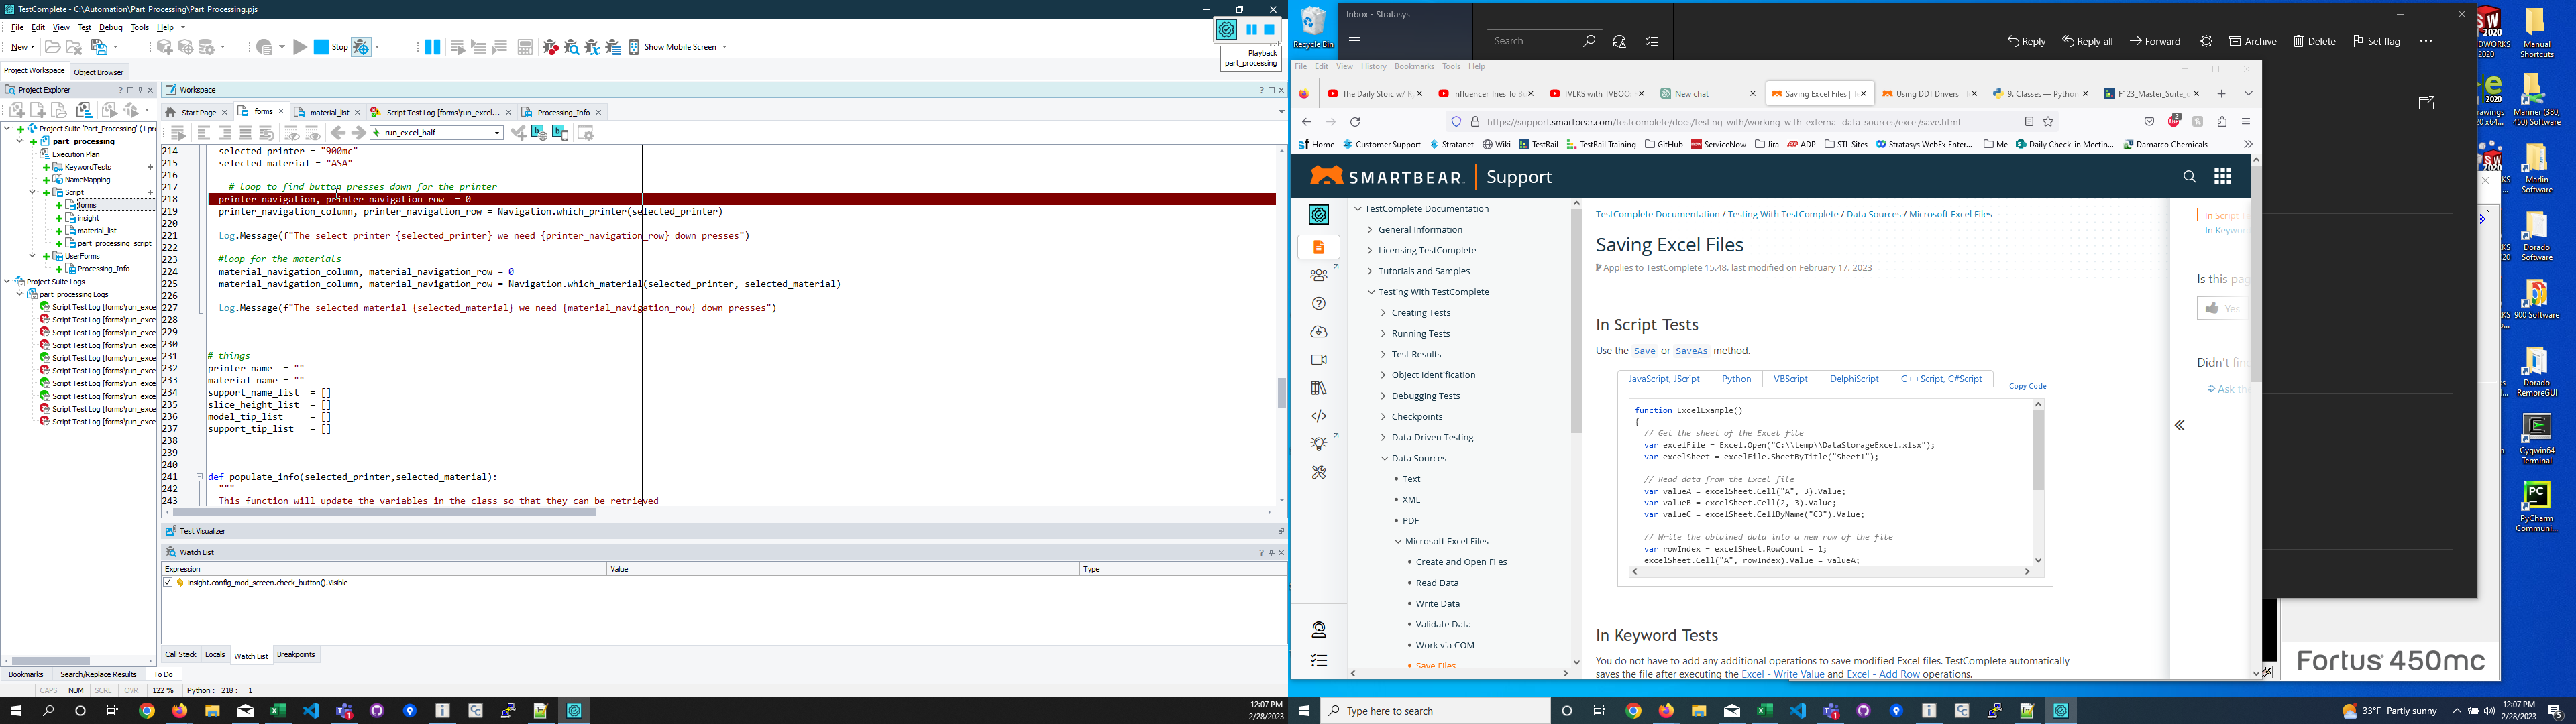 TestComplete - C:\Automation\Part_Processing\Part_Processing.pjs
File Edit View Test Debug Tools Help
New
Stop
Show Mobile Screen
Playback
part_processing
Project Workspace
Object Browser
Project Explorer
Project Suite 'Part_Processing' (1 pro
part_processing
Execution Plan
KeywordTests
NameMapping
Script
forms
insight
material_list
part_processing_script
UserForms
Processing_Info
Project Suite Logs
part_processing Logs
Script Test Log [forms\run_exce
Script Test Log [forms\run_exce
Script Test Log [forms\run_exce
Script Test Log [forms\run_exce
Script Test Log [forms\run_exce
Script Test Log [forms\run_exce
Script Test Log [forms\run_exce
Script Test Log [forms\run_exce
Script Test Log [forms\run_exce
Script Test Log [forms\run_exce
Bookmarks
Search/Replace Results
To Do
CAPS NUM SCRL OVR 122 % Python : 218 : 1
Workspace
Start Page
forms
material_list
Script Test Log [forms\run_excel...
Processing_Info
run_excel_half
214 selected_printer = "900mc"
215 selected_material = "ASA"
216
217 # loop to find button presses down for the printer
218 printer_navigation, printer_navigation_row = 0
219 printer_navigation_column, printer_navigation_row = Navigation.which_printer(selected_printer)
220
221 Log.Message(f"The select printer {selected_printer} we need {printer_navigation_row} down presses")
222
223 #loop for the materials
224 material_navigation_column, material_navigation_row = 0
225 material_navigation_column, material_navigation_row = Navigation.which_material(selected_printer, selected_material)
226
227 Log.Message(f"The selected material {selected_material} we need {material_navigation_row} down presses")
228
229
230
231 # things
232 printer_name = ""
233 material_name = ""
234 support_name_list = []
235 slice_height_list = []
236 model_tip_list = []
237 support_tip_list = []
238
239
240
241 def populate_info(selected_printer,selected_material):
242 """
243 This function will update the variables in the class so that they can be retrieved
Test Visualizer
Watch List
Expression Value Type
insight.config_mod_screen.check_button().Visible
Call Stack Locals Watch List Breakpoints
12:07 PM
2/28/2023
Recycle Bin
Inbox - Stratasys
Search
Reply
Reply all
Forward
Archive
Delete
Set flag
File Edit View History Bookmarks Tools Help
The Daily Stoic w/ R
Influencer Tries To B
TVLKS with TVBOO:
New chat
Saving Excel Files | T
Using DDT Drivers | T
9. Classes — Python
F123_Master_Suite_
https://support.smartbear.com/testcomplete/docs/testing-with/working-with-external-data-sources/excel/save.html
Home
Customer Support
Stratanet
Wiki
TestRail
TestRail Training
GitHub
ServiceNow
Jira
ADP
STL Sites
Stratasys WebEx Enter...
Me
Daily Check-in Meetin...
Damarco Chemicals
SMARTBEAR
Support
TestComplete Documentation
General Information
Licensing TestComplete
Tutorials and Samples
Testing With TestComplete
Creating Tests
Running Tests
Test Results
Object Identification
Debugging Tests
Checkpoints
Data-Driven Testing
Data Sources
Text
XML
PDF
Microsoft Excel Files
Create and Open Files
Read Data
Write Data
Validate Data
Work via COM
Save Files
TestComplete Documentation / Testing With TestComplete / Data Sources / Microsoft Excel Files
Saving Excel Files
Applies to TestComplete 15.48, last modified on February 17, 2023
In Script Tests
Use the Save or SaveAs method.
JavaScript, JScript
Python
VBScript
DelphiScript
C++Script, C#Script
Copy Code
function ExcelExample()
{
// Get the sheet of the Excel file
var excelFile = Excel.Open("C:\\temp\\DataStorageExcel.xlsx");
var excelSheet = excelFile.SheetByTitle("Sheet1");
// Read data from the Excel file
var valueA = excelSheet.Cell("A", 3).Value;
var valueB = excelSheet.Cell(2, 3).Value;
var valueC = excelSheet.CellByName("C3").Value;
// Write the obtained data into a new row of the file
var rowIndex = excelSheet.RowCount + 1;
excelSheet.Cell("A", rowIndex).Value = valueA;
In Keyword Tests
You do not have to add any additional operations to save modified Excel files. TestComplete automatically
saves the file after executing the Excel - Write Value and Excel - Add Row operations.
In Script T
In Keywor
Is this pag
Yes
Didn't fin
Ask th
DWORKS
2020
Manual
Shortcuts
rawings
20 x64...
Mariner (380,
450) Software
Marlin
Software
Dorado
Software
900 Software
Dorado
RemoreGUI
Cygwin64
Terminal
PyCharm
Communi...
Fortus 450mc
Type here to search
33°F Partly sunny
12:07 PM
2/28/2023